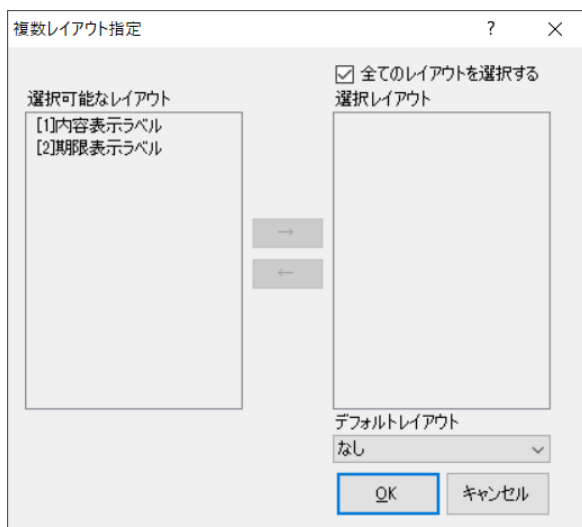 複数レイアウト指定
?
全てのレイアウトを選択する
選択可能なレイアウト
選択レイアウト
[1]内容表示ラベル
[2]期限表示ラベル
→
←
デフォルトレイアウト
なし
OK
キャンセル